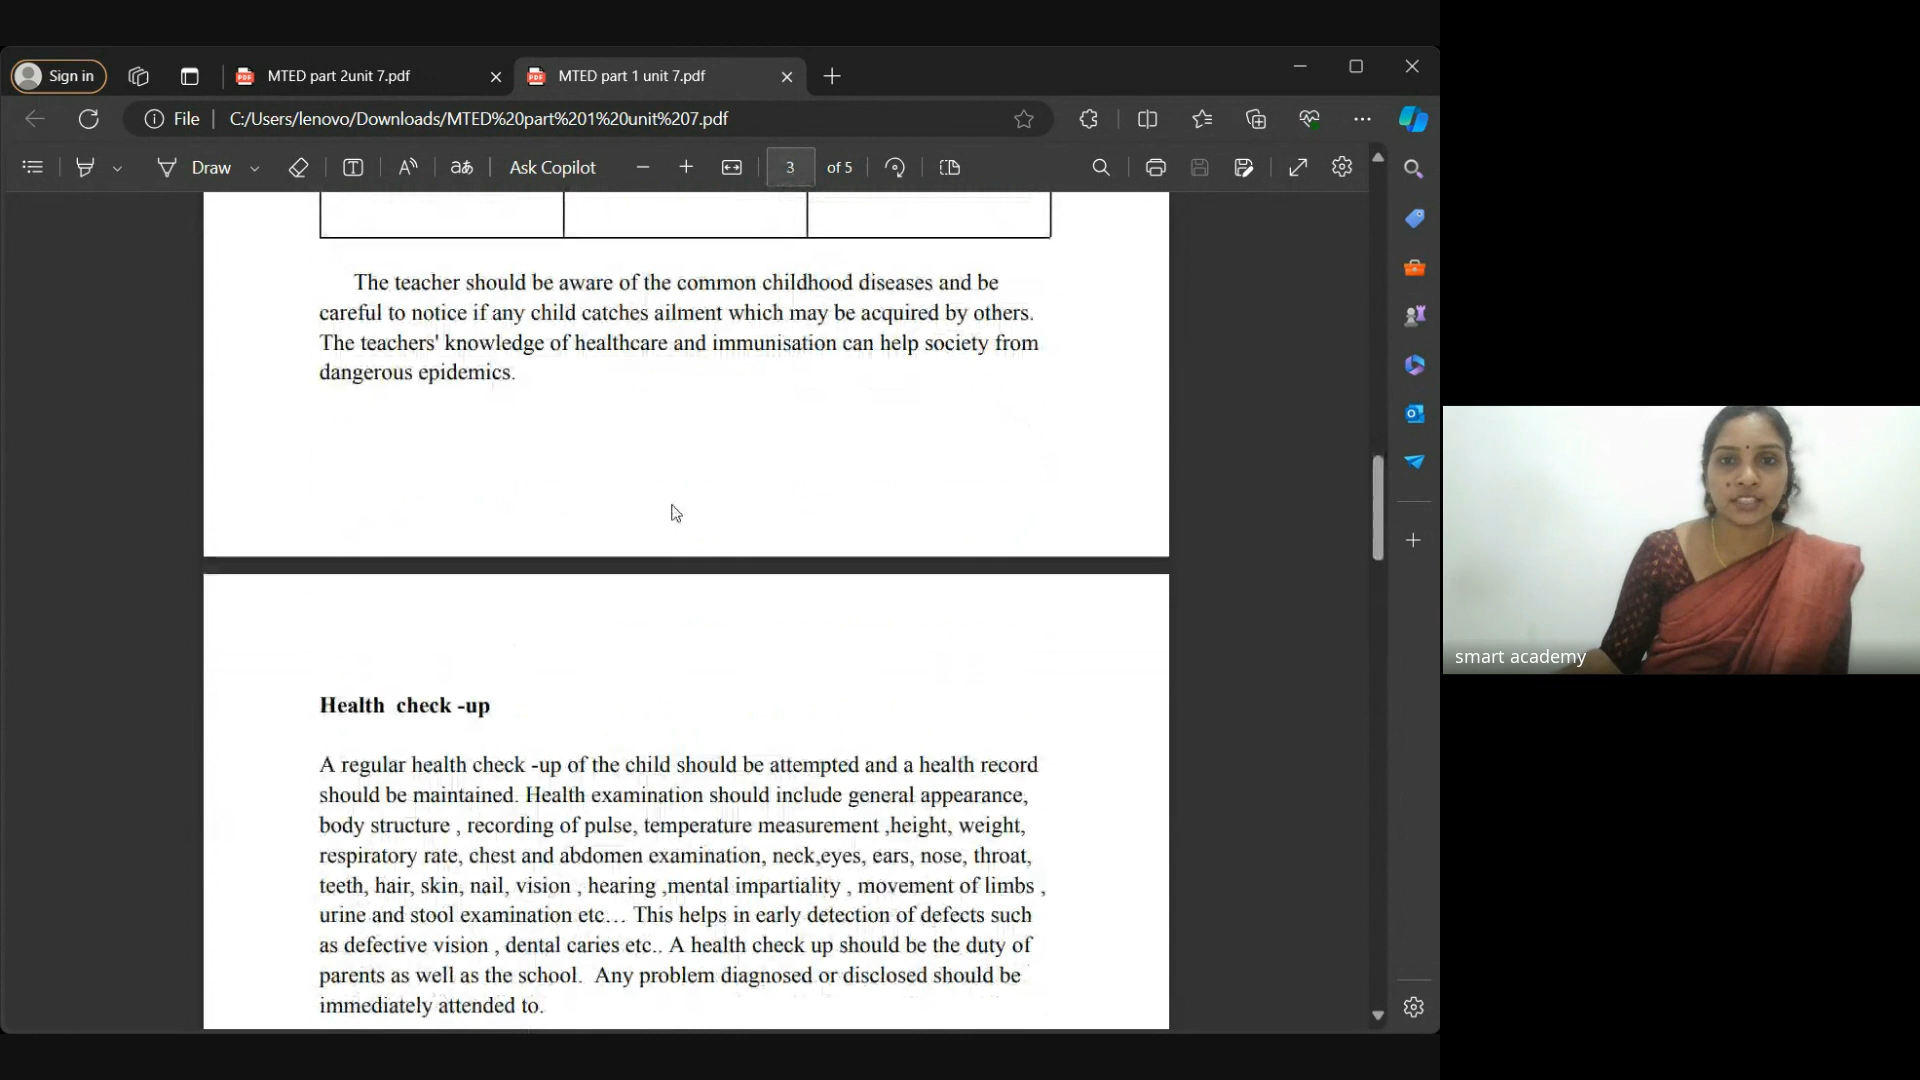 Sign in
MTED part 2unit 7.pdf
MTED part 1 unit 7.pdf
File
C:/Users/lenovo/Downloads/MTED%20part%201%20unit%207.pdf
Draw
aあ
Ask Copilot
3
of 5
The teacher should be aware of the common childhood diseases and be
careful to notice if any child catches ailment which may be acquired by others.
The teachers' knowledge of healthcare and immunisation can help society from
dangerous epidemics.
smart academy
Health check -up
A regular health check -up of the child should be attempted and a health record
should be maintained. Health examination should include general appearance,
body structure , recording of pulse, temperature measurement ,height, weight,
respiratory rate, chest and abdomen examination, neck,eyes, ears, nose, throat,
teeth, hair, skin, nail, vision , hearing ,mental impartiality , movement of limbs ,
urine and stool examination etc… This helps in early detection of defects such
as defective vision , dental caries etc.. A health check up should be the duty of
parents as well as the school. Any problem diagnosed or disclosed should be
immediately attended to.